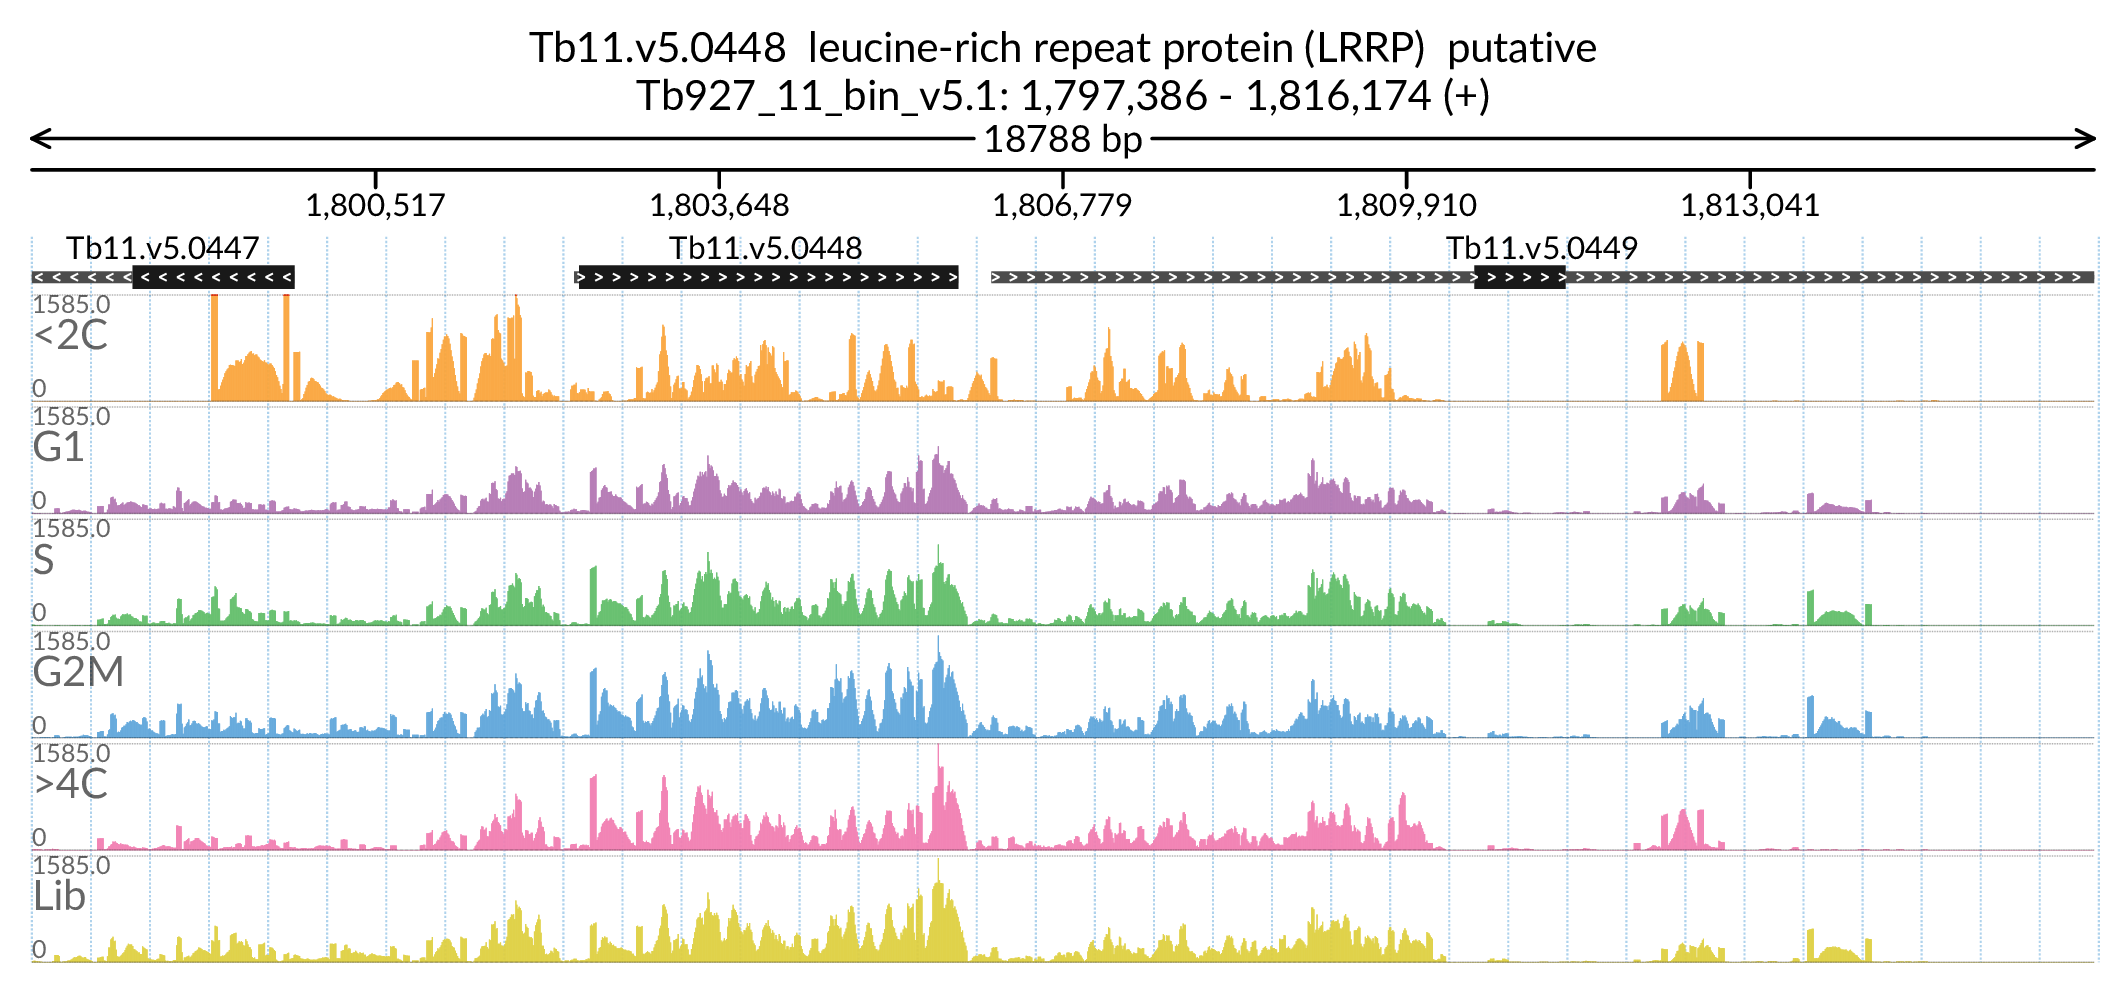 Tb11.v5.0448 leucine-rich repeat protein (LRRP) putative
Tb927_11_bin_v5.1: 1,797,386 - 1,816,174 (+)
18788 bp
1,800,517 1,803,648 1,806,779 1,809,910 1,813,041
Tb11.v5.0447 Tb11.v5.0448 Tb11.v5.0449
1585.0
<2C
0
1585.0
G1
0
1585.0
S
0
1585.0
G2M
0
1585.0
>4C
0
1585.0
Lib
0